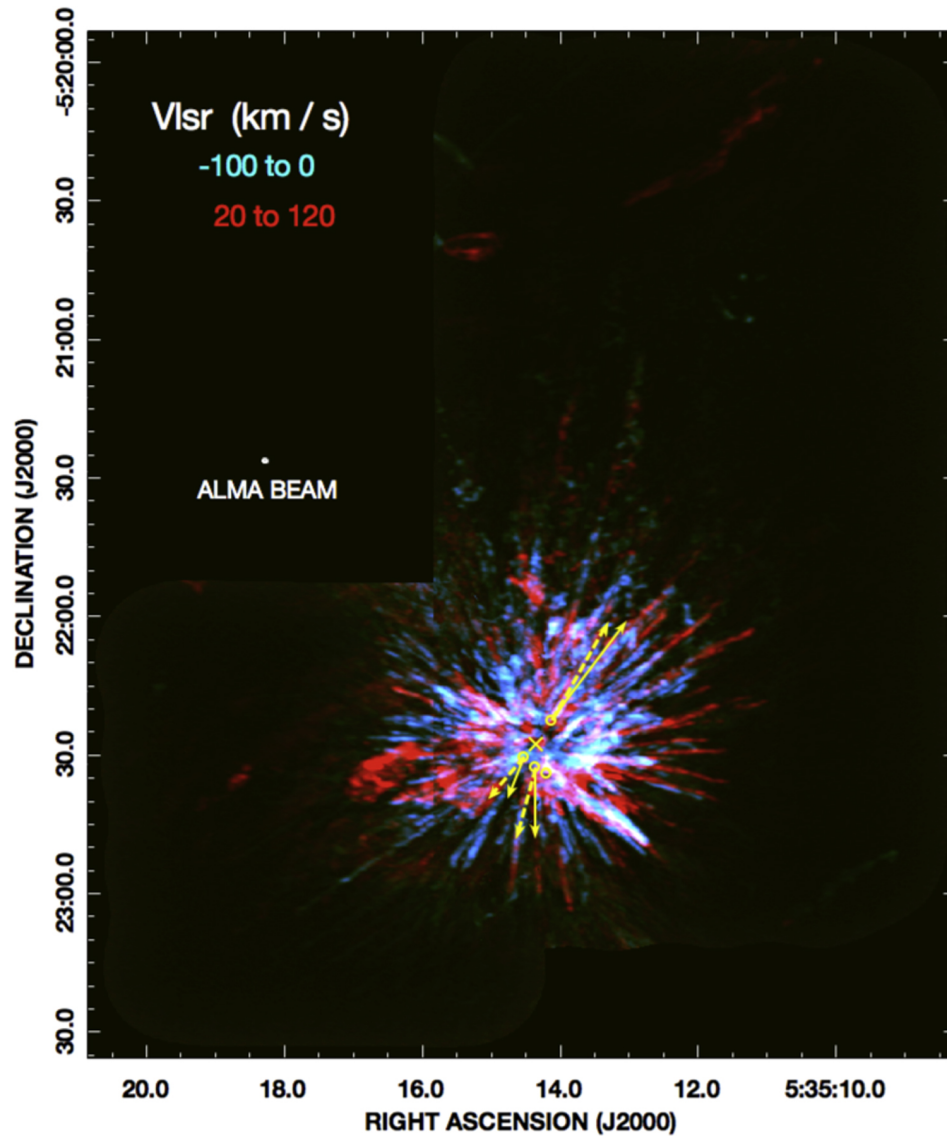 -5:20:00.0
Vlsr (km / s)
-100 to 0
20 to 120
30.0
21:00.0
30.0
ALMA BEAM
22:00.0
30.0
23:00.0
30.0
DECLINATION (J2000)
20.0 18.0 16.0 14.0 12.0 5:35:10.0
RIGHT ASCENSION (J2000)